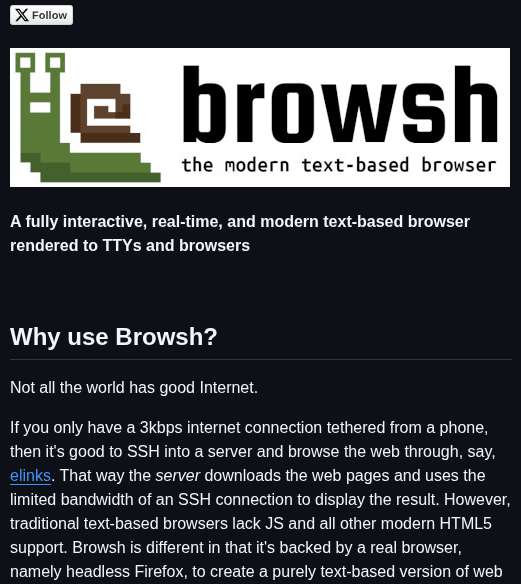 Follow
browsh
the modern text-based browser
A fully interactive, real-time, and modern text-based browser
rendered to TTYs and browsers
Why use Browsh?
Not all the world has good Internet.
If you only have a 3kbps internet connection tethered from a phone,
then it's good to SSH into a server and browse the web through, say,
elinks. That way the server downloads the web pages and uses the
limited bandwidth of an SSH connection to display the result. However,
traditional text-based browsers lack JS and all other modern HTML5
support. Browsh is different in that it's backed by a real browser,
namely headless Firefox, to create a purely text-based version of web